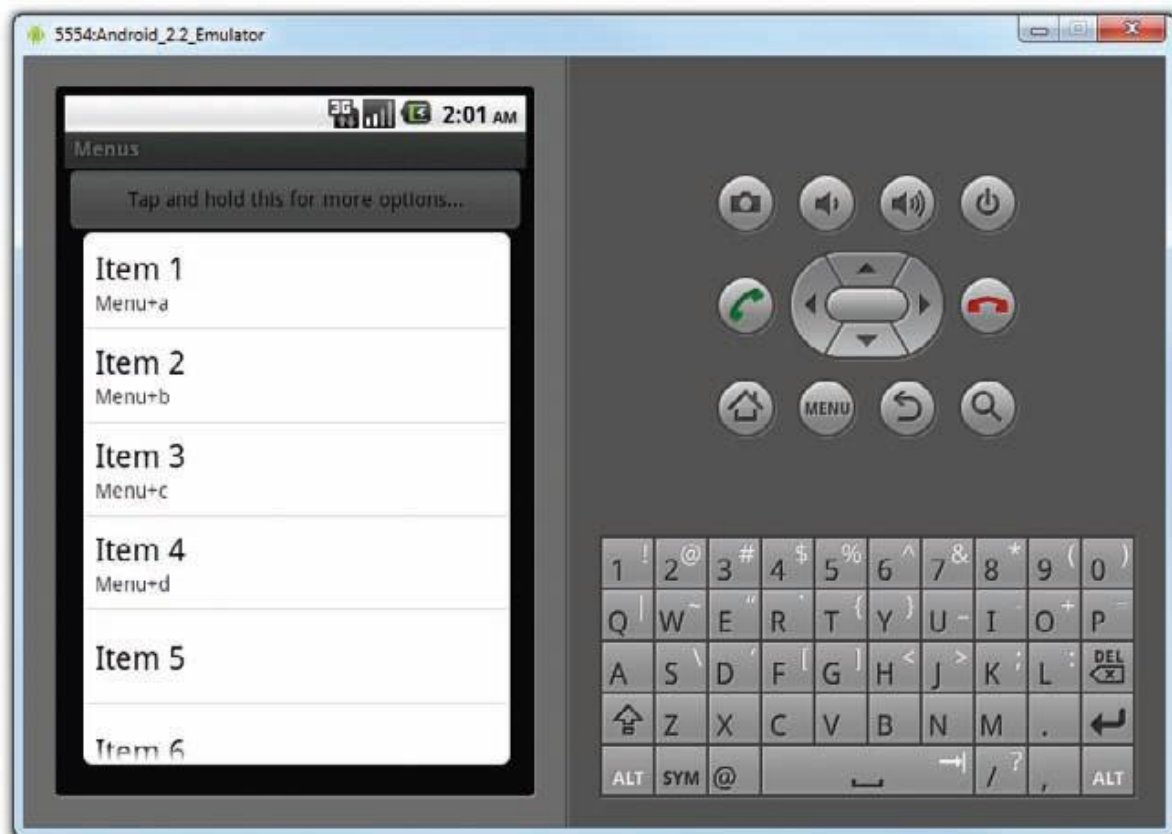 5554:Android_2.2_Emulator
3G 2:01 AM
Menus
Tap and hold this for more options...
Item 1
Menu+a
Item 2
Menu+b
Item 3
Menu+c
Item 4
Menu+d
Item 5
Item 6
MENU
1 ! 2 @ 3 # 4 $ 5 % 6 ^ 7 & 8 * 9 ( 0 )
Q | W ~ E “ R ` T { Y } U _ I - O + P =
A S \ D ‘ F [ G ] H < J > K ; L : DEL
Z X C V B N M .
ALT SYM @ / ? , ALT